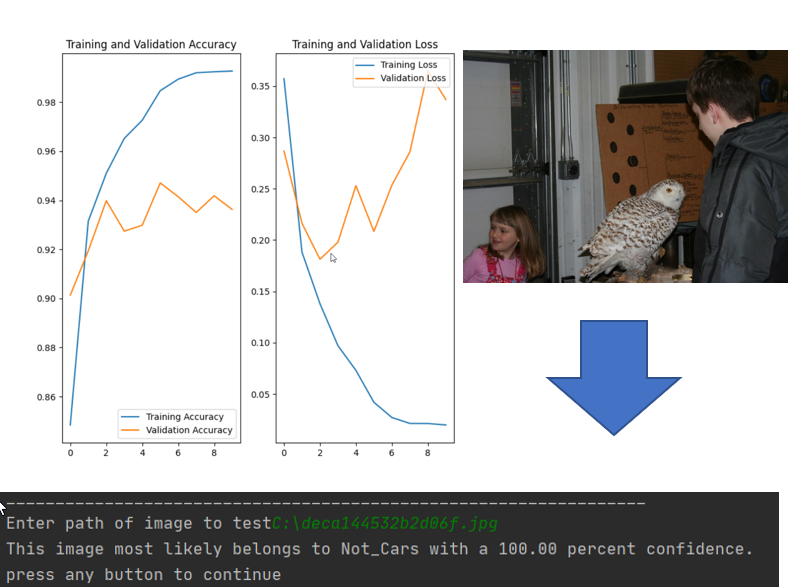 Training and Validation Accuracy
0.98
0.96
0.94
0.92
0.90
0.88
0.86
Training Accuracy
Validation Accuracy
0 2 4 6 8
Training and Validation Loss
Training Loss
Validation Loss
0.35
0.30
0.25
0.20
0.15
0.10
0.05
0 2 4 6 8
Enter path of image to testC:\deca144532b2d06f.jpg
This image most likely belongs to Not_Cars with a 100.00 percent confidence.
press any button to continue